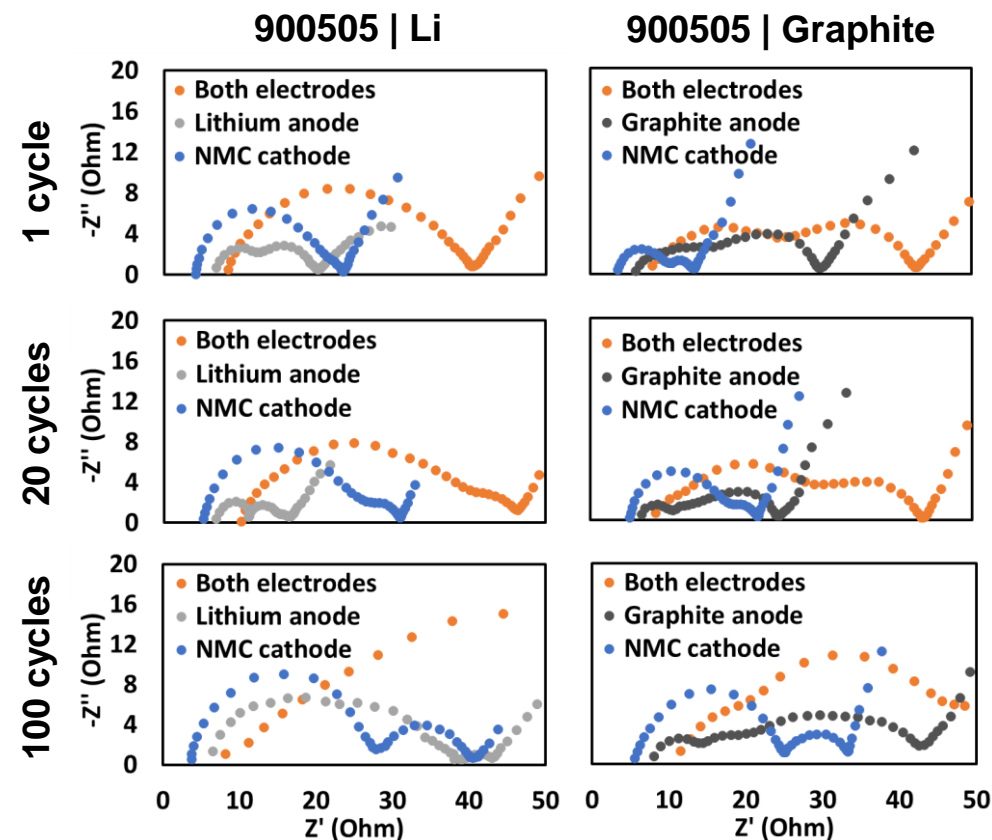 900505 | Li
900505 | Graphite
1 cycle
-Z'' (Ohm)
20
16
12
8
4
0
Both electrodes
Lithium anode
NMC cathode
Both electrodes
Graphite anode
NMC cathode
20 cycles
-Z'' (Ohm)
20
16
12
8
4
0
Both electrodes
Lithium anode
NMC cathode
Both electrodes
Graphite anode
NMC cathode
100 cycles
-Z'' (Ohm)
20
16
12
8
4
0
Both electrodes
Lithium anode
NMC cathode
Both electrodes
Graphite anode
NMC cathode
0 10 20 30 40 50
Z' (Ohm)
0 10 20 30 40 50
Z' (Ohm)